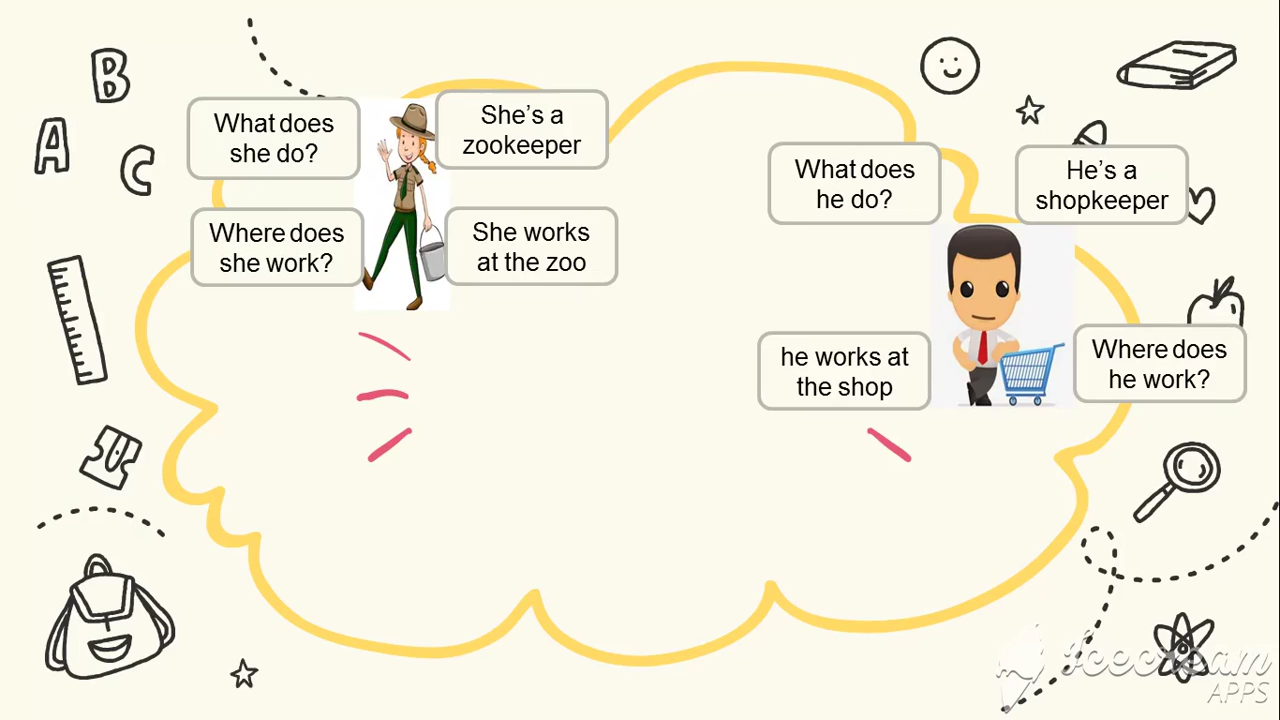 B
A
C
What does
she do?
She’s a
zookeeper
Where does
she work?
She works
at the zoo
What does
he do?
He’s a
shopkeeper
he works at
the shop
Where does
he work?
Icecream
APPS